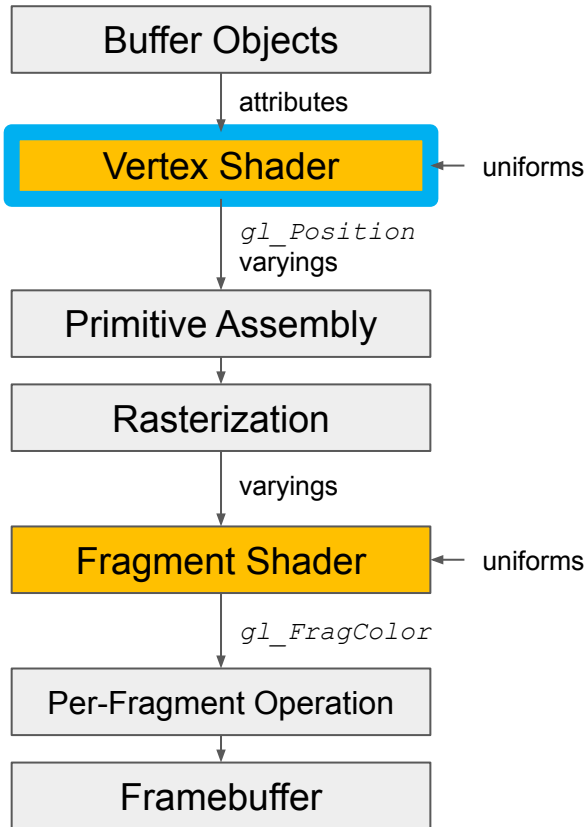 Buffer Objects
attributes
Vertex Shader
uniforms
gl_Position
varyings
Primitive Assembly
Rasterization
varyings
Fragment Shader
uniforms
gl_FragColor
Per-Fragment Operation
Framebuffer